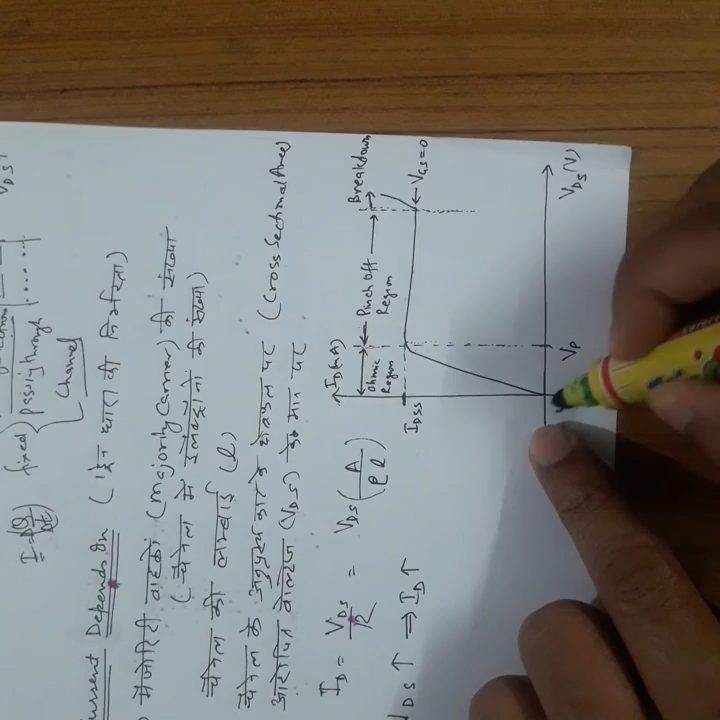 I = dQ/dt
fixed
passing through
Channel
VDS↑
Current Depends On (ड्रेन धारा की निर्भरता)
मैजोरिटी वाहको (Majority Carrier) की संख्या
(चैनल में इलेक्ट्रानो की संख्या)
चैनल की लम्बाई (l)
चैनल के अनुप्रस्थ काट के क्षेत्रफल पर (Cross Sectional Area)
आरोपित वोल्टेज (VDS) के मान पर
ID = VDS/R = VDS (A/ρl)
VDS↑ ⇒ ID↑
ID(mA)
Ohmic Region
Pinch Off Region
Breakdown
IDSS
VGS=0
VP
VDS(V)